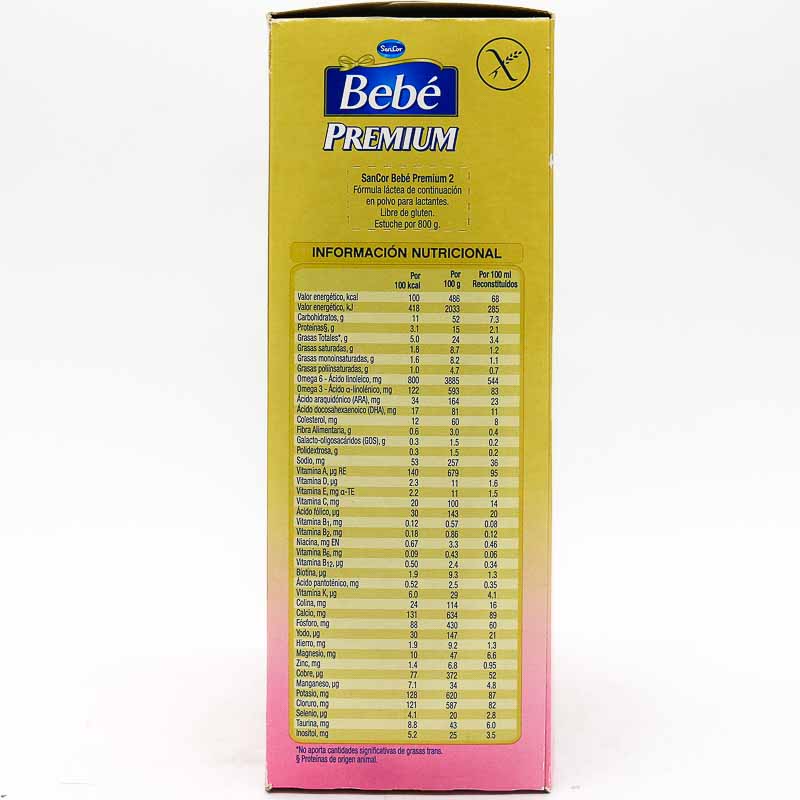 SanCor
Bebé
PREMIUM
SanCor Bebé Premium 2
Fórmula láctea de continuación
en polvo para lactantes.
Libre de gluten.
Estuche por 800 g.
INFORMACIÓN NUTRICIONAL
Por 100 kcal Por 100 g Por 100 ml Reconstituídos
Valor energético, kcal 100 486 68
Valor energético, kJ 418 2033 285
Carbohidratos, g 11 52 7.3
Proteínas§, g 3.1 15 2.1
Grasas Totales*, g 5.0 24 3.4
Grasas saturadas, g 1.8 8.7 1.2
Grasas monoinsaturadas, g 1.6 8.2 1.1
Grasas poliinsaturadas, g 1.0 4.7 0.7
Omega 6 - Ácido linoleico, mg 800 3885 544
Omega 3 - Ácido α-linolénico, mg 122 593 83
Ácido araquidónico (ARA), mg 34 164 23
Ácido docosahexaenoico (DHA), mg 17 81 11
Colesterol, mg 12 60 8
Fibra Alimentaria, g 0.6 3.0 0.4
Galacto-oligosacáridos (GOS), g 0.3 1.5 0.2
Polidextrosa, g 0.3 1.5 0.2
Sodio, mg 53 257 36
Vitamina A, µg RE 140 679 95
Vitamina D, µg 2.3 11 1.6
Vitamina E, mg α-TE 2.2 11 1.5
Vitamina C, mg 20 100 14
Ácido fólico, µg 30 143 20
Vitamina B1, mg 0.12 0.57 0.08
Vitamina B2, mg 0.18 0.86 0.12
Niacina, mg EN 0.67 3.3 0.46
Vitamina B6, mg 0.09 0.43 0.06
Vitamina B12, µg 0.50 2.4 0.34
Biotina, µg 1.9 9.3 1.3
Ácido pantoténico, mg 0.52 2.5 0.35
Vitamina K, µg 6.0 29 4.1
Colina, mg 24 114 16
Calcio, mg 131 634 89
Fósforo, mg 88 430 60
Yodo, µg 30 147 21
Hierro, mg 1.9 9.2 1.3
Magnesio, mg 10 47 6.6
Zinc, mg 1.4 6.8 0.95
Cobre, µg 77 372 52
Manganeso, µg 7.1 34 4.8
Potasio, mg 128 620 87
Cloruro, mg 121 587 82
Selenio, µg 4.1 20 2.8
Taurina, mg 8.8 43 6.0
Inositol, mg 5.2 25 3.5
*No aporta cantidades significativas de grasas trans.
§ Proteínas de origen animal.